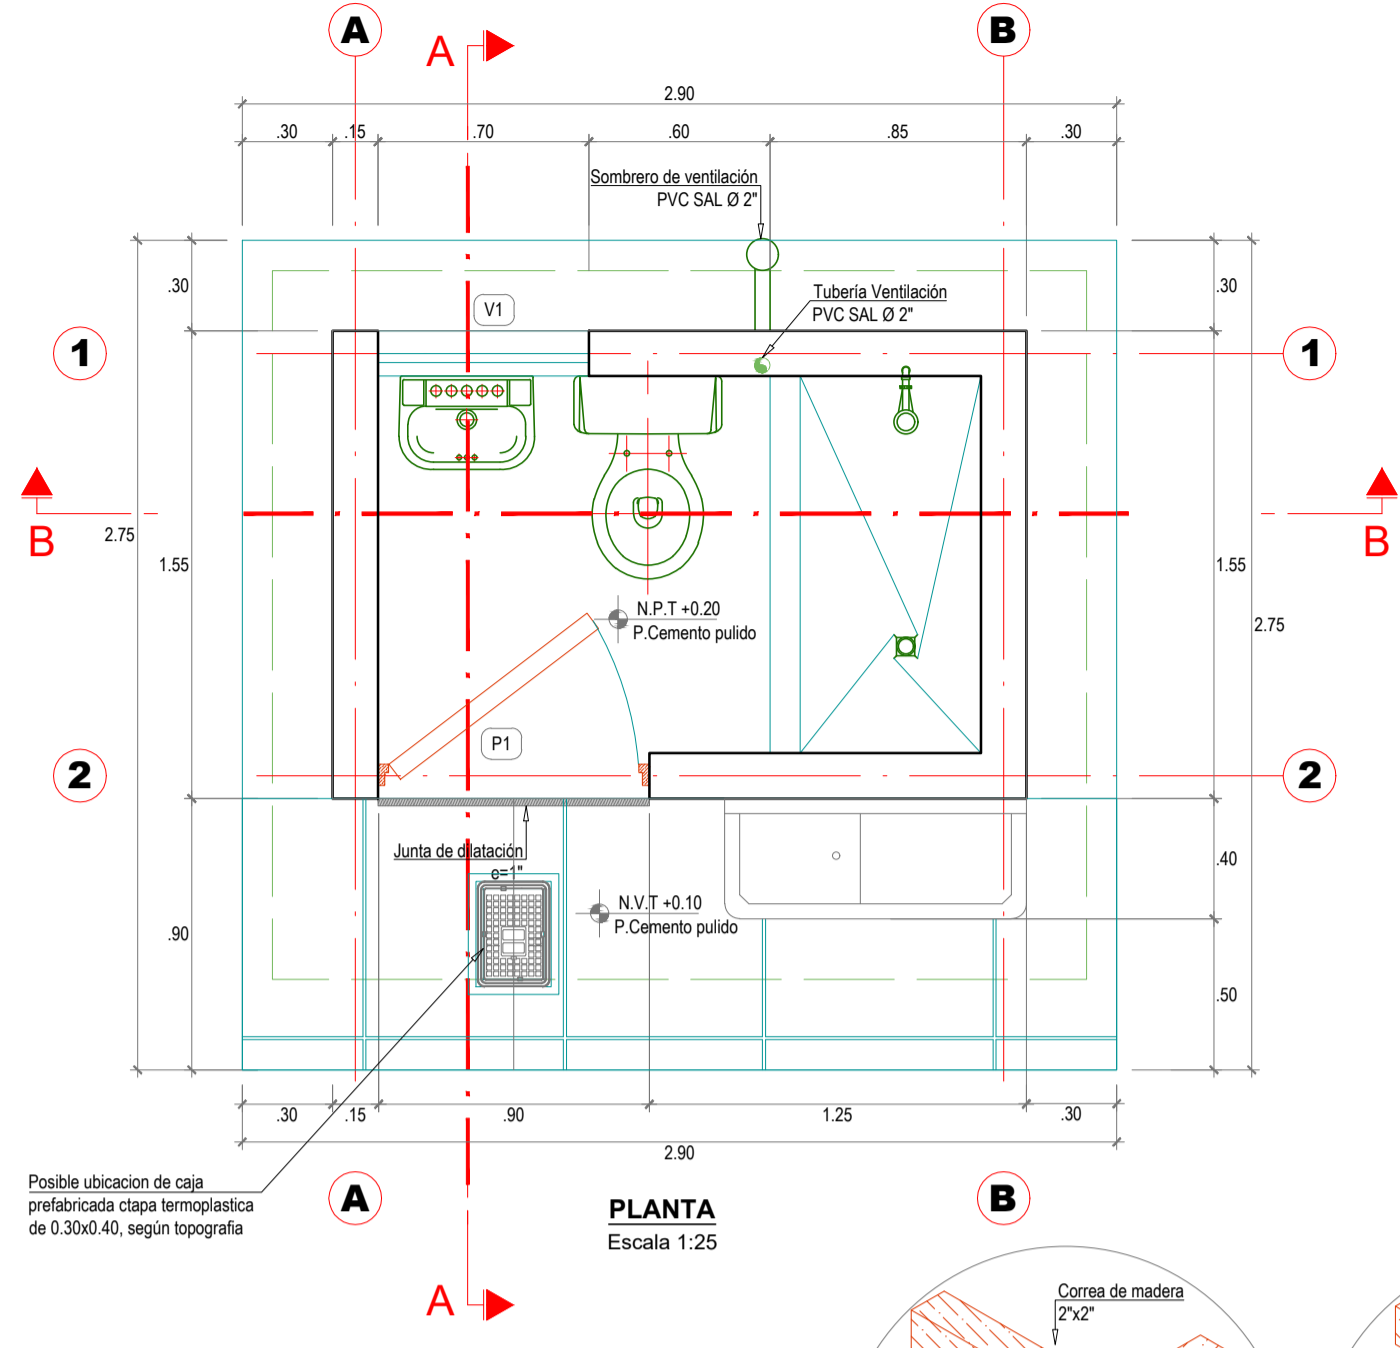 A
B
A
2.90
.30
.15
.70
.60
.85
.30
Sombrero de ventilación
PVC SAL Ø 2"
.30
V1
Tubería Ventilación
PVC SAL Ø 2"
.30
1
1
B
B
2.75
1.55
1.55
2.75
N.P.T +0.20
P.Cemento pulido
P1
2
2
Junta de dilatación
e=1"
.40
N.V.T +0.10
P.Cemento pulido
.90
.50
.30
.15
.90
1.25
.30
2.90
Posible ubicacion de caja
prefabricada ctapa termoplastica
de 0.30x0.40, según topografia
A
B
PLANTA
Escala 1:25
A
Correa de madera
2"x2"